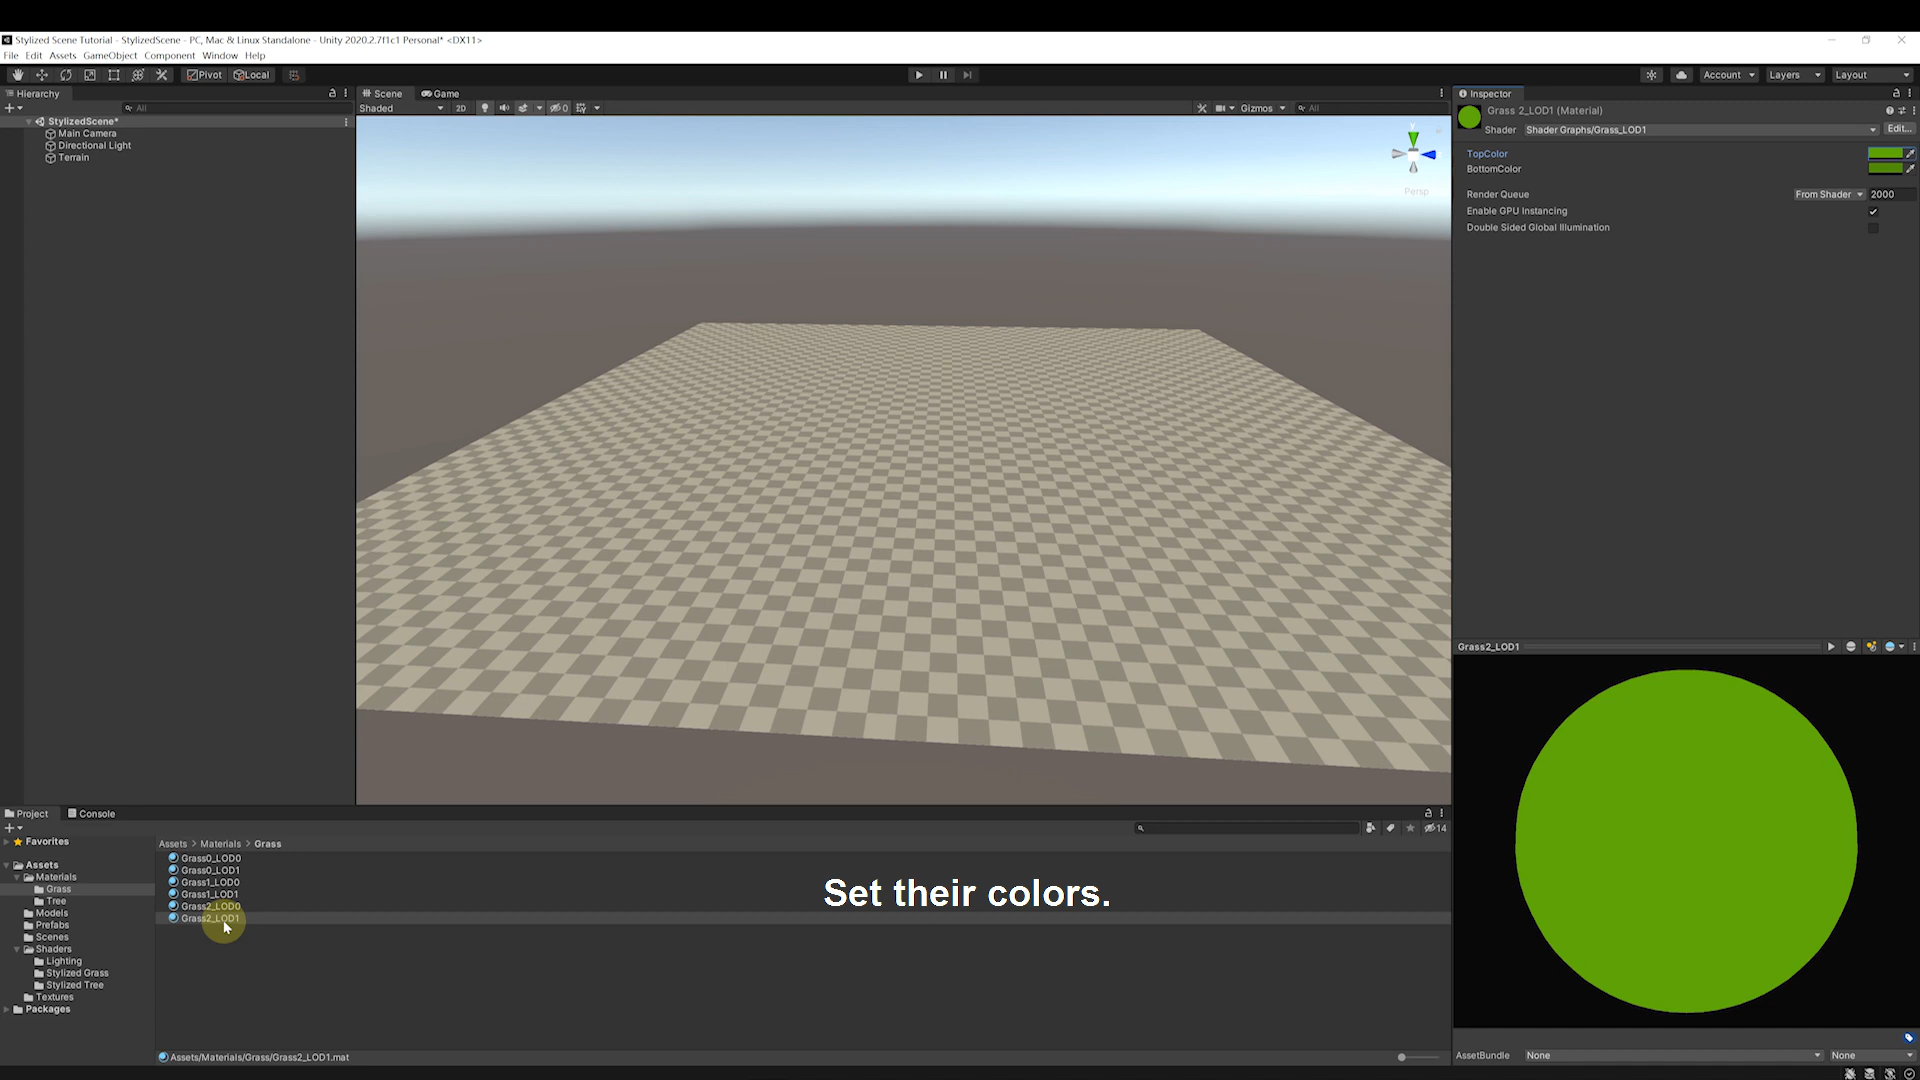 Stylized Scene Tutorial - StylizedScene - PC, Mac & Linux Standalone - Unity 2020.2.7f1c1 Personal* <DX11>
File Edit Assets GameObject Component Window Help
Pivot Local Account Layers Layout
Hierarchy
All
StylizedScene*
Main Camera
Directional Light
Terrain
Scene Game
Shaded 2D 0 Gizmos All
Persp
Inspector
Grass 2_LOD1 (Material)
Shader Shader Graphs/Grass_LOD1 Edit...
TopColor
BottomColor
Render Queue From Shader 2000
Enable GPU Instancing
Double Sided Global Illumination
Grass2_LOD1
AssetBundle None None
Project Console
14
Favorites
Assets
Materials
Grass
Tree
Models
Prefabs
Scenes
Shaders
Lighting
Stylized Grass
Stylized Tree
Textures
Packages
Assets > Materials > Grass
Grass0_LOD0
Grass0_LOD1
Grass1_LOD0
Grass1_LOD1
Grass2_LOD0
Grass2_LOD1
Assets/Materials/Grass/Grass2_LOD1.mat
Set their colors.